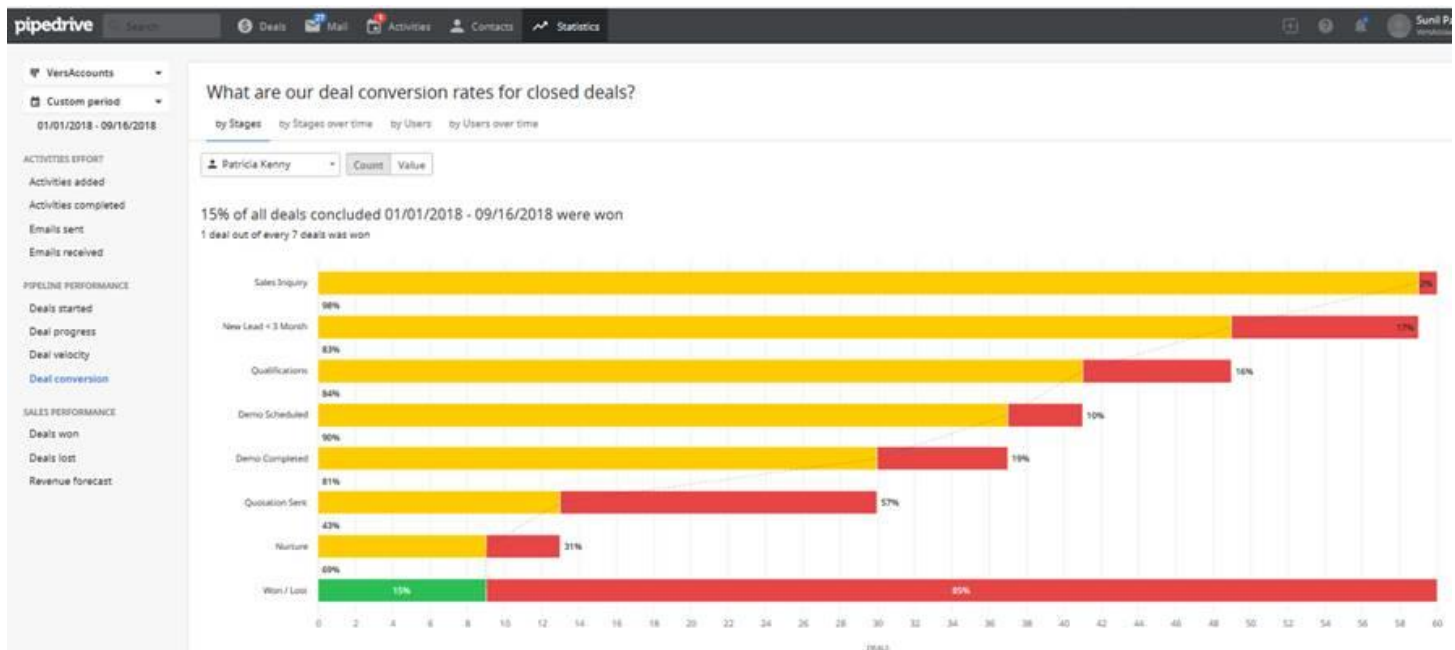 pipedrive Search Deals 27 Mail Activities Contacts Statistics Sunil
VersAccounts
Custom period
01/01/2018 - 09/16/2018
ACTIVITIES EFFORT
Activities added
Activities completed
Emails sent
Emails received
PIPELINE PERFORMANCE
Deals started
Deal progress
Deal velocity
Deal conversion
SALES PERFORMANCE
Deals won
Deals lost
Revenue forecast
What are our deal conversion rates for closed deals?
by Stages by Stages over time by Users by Users over time
Patricia Kenny Count Value
15% of all deals concluded 01/01/2018 - 09/16/2018 were won
1 deal out of every 7 deals was won
Sales Inquiry 2%
98%
New Lead < 3 Month 17%
83%
Qualifications 16%
84%
Demo Scheduled 10%
90%
Demo Completed 19%
81%
Quotation Sent 57%
43%
Nurture 31%
69%
Won / Loss 15% 85%
0 2 4 6 8 10 12 14 16 18 20 22 24 26 28 30 32 34 36 38 40 42 44 46 48 50 52 54 56 58 60
DEALS